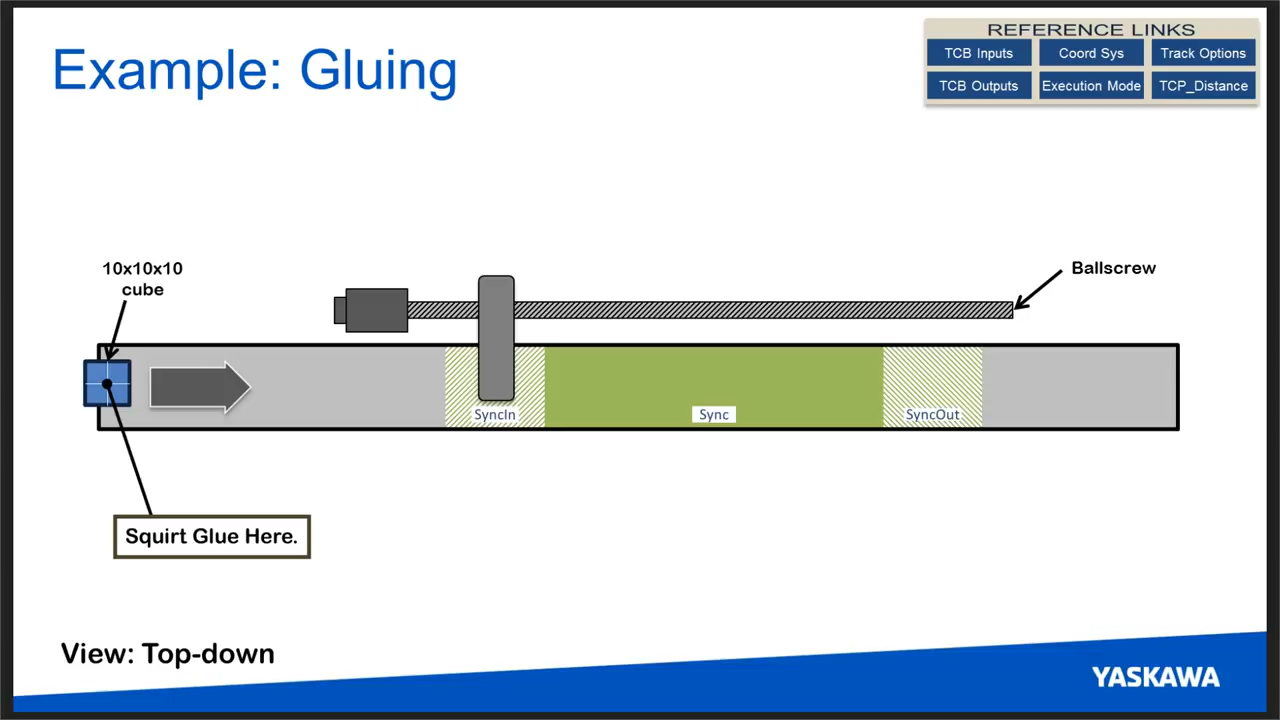 Example: Gluing
REFERENCE LINKS
TCB Inputs
Coord Sys
Track Options
TCB Outputs
Execution Mode
TCP_Distance
10x10x10
cube
Ballscrew
SyncIn
Sync
SyncOut
Squirt Glue Here.
View: Top-down
YASKAWA